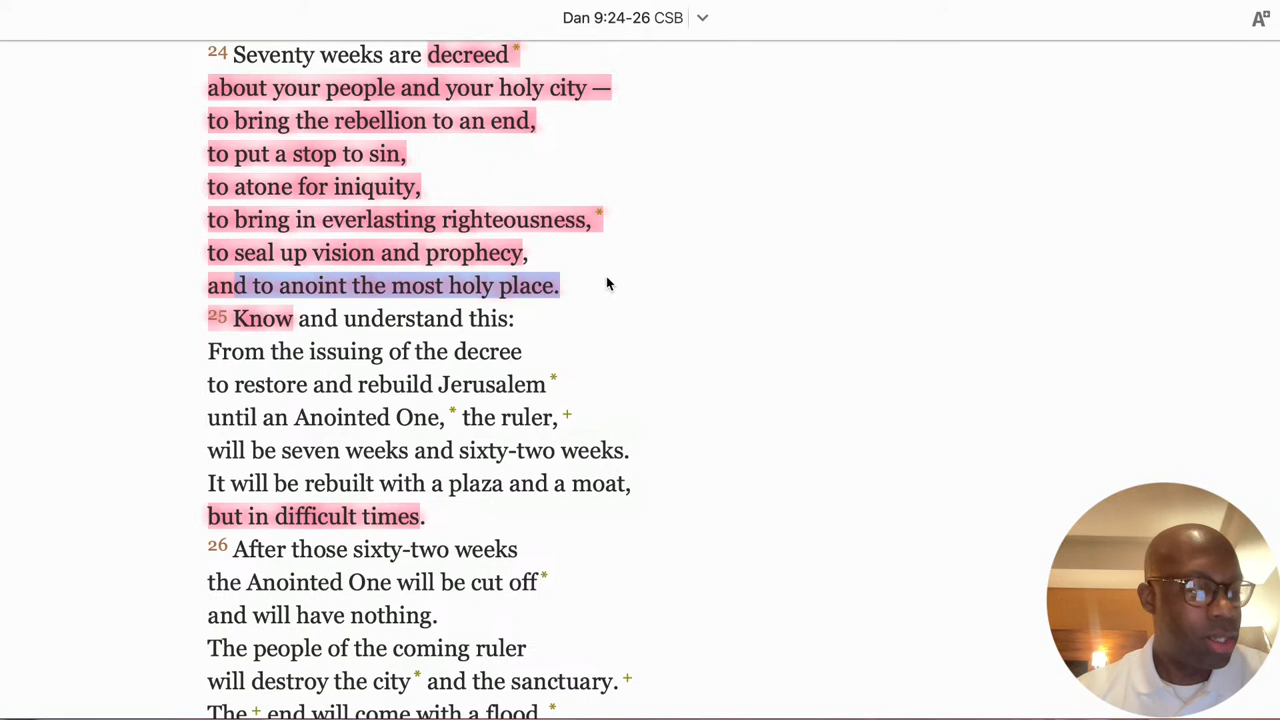 Dan 9:24-26 CSB
24 Seventy weeks are decreed*
about your people and your holy city —
to bring the rebellion to an end,
to put a stop to sin,
to atone for iniquity,
to bring in everlasting righteousness,*
to seal up vision and prophecy,
and to anoint the most holy place.
25 Know and understand this:
From the issuing of the decree
to restore and rebuild Jerusalem*
until an Anointed One,* the ruler,+
will be seven weeks and sixty-two weeks.
It will be rebuilt with a plaza and a moat,
but in difficult times.
26 After those sixty-two weeks
the Anointed One will be cut off*
and will have nothing.
The people of the coming ruler
will destroy the city* and the sanctuary.+
The+ end will come with a flood,*